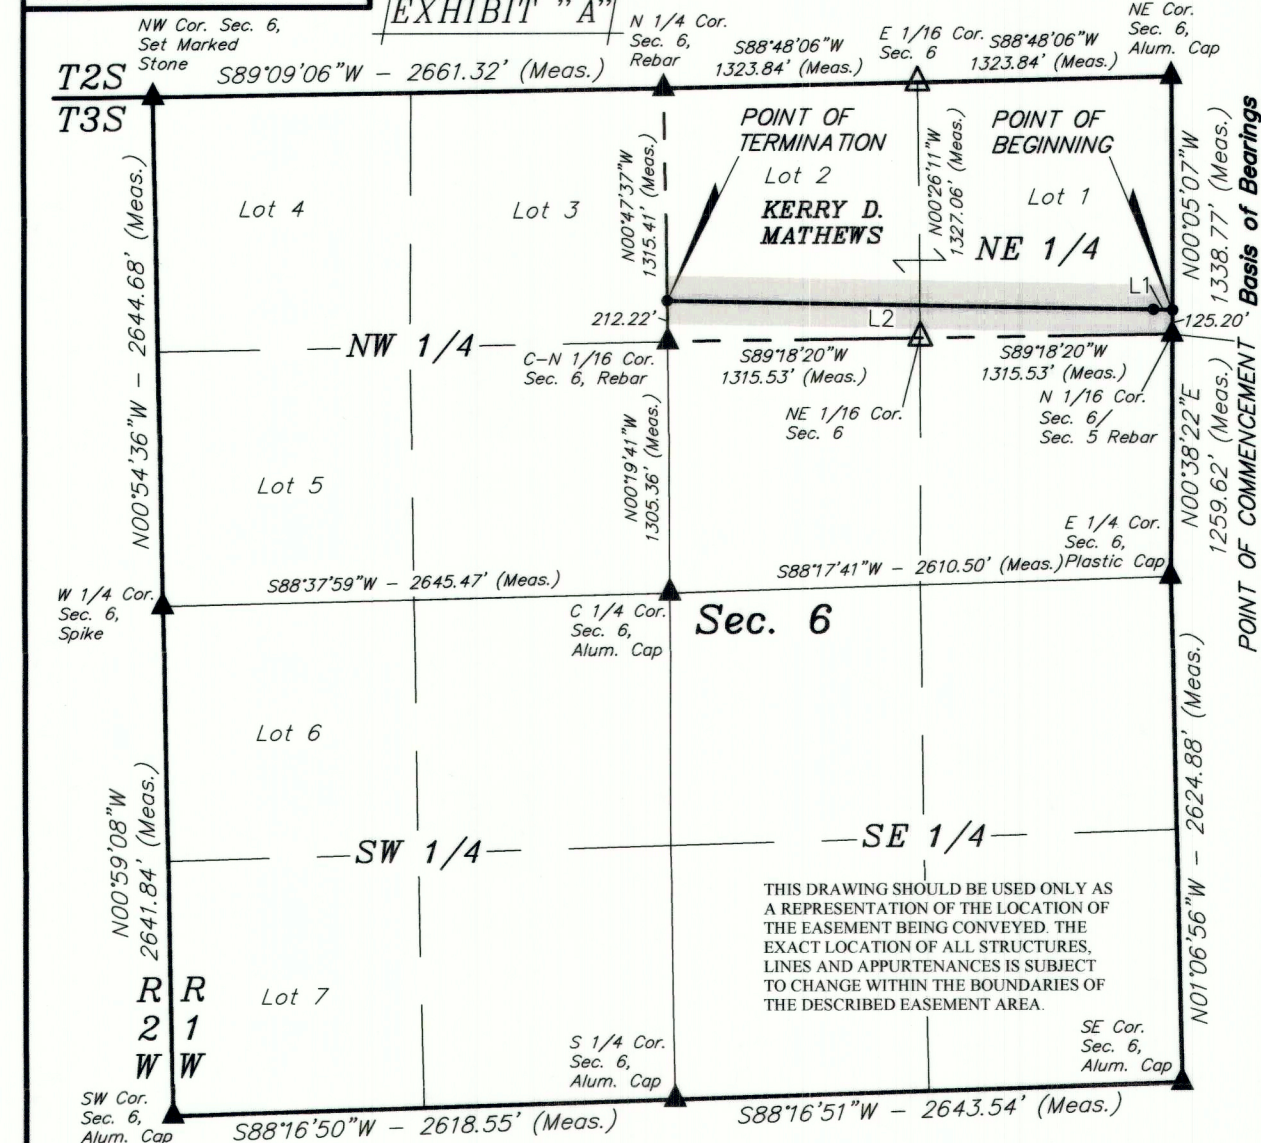 EXHIBIT "A"
NW Cor. Sec. 6,
Set Marked
Stone
S89°09'06"W - 2661.32' (Meas.)
N 1/4 Cor.
Sec. 6,
Rebar
S88°48'06"W
1323.84' (Meas.)
E 1/16 Cor.
Sec. 6
S88°48'06"W
1323.84' (Meas.)
NE Cor.
Sec. 6,
Alum. Cap
T2S
T3S
POINT OF
TERMINATION
POINT OF
BEGINNING
Lot 4
Lot 3
Lot 2
KERRY D.
MATHEWS
Lot 1
NE 1/4
N00°47'37"W
1315.41' (Meas.)
N00°26'11"W
1327.06' (Meas.)
N00°05'07"W
1338.77' (Meas.)
Basis of Bearings
N00°54'36"W - 2644.68' (Meas.)
L1
L2
212.22'
125.20'
NW 1/4
C-N 1/16 Cor.
Sec. 6, Rebar
S89°18'20"W
1315.53' (Meas.)
S89°18'20"W
1315.53' (Meas.)
NE 1/16 Cor.
Sec. 6
N 1/16 Cor.
Sec. 6/
Sec. 5 Rebar
N00°19'41"W
1305.36' (Meas.)
N00°38'22"E
1259.62' (Meas.)
POINT OF COMMENCEMENT
Lot 5
E 1/4 Cor.
Sec. 6,
Plastic Cap
S88°37'59"W - 2645.47' (Meas.)
S88°17'41"W - 2610.50' (Meas.)
W 1/4 Cor.
Sec. 6,
Spike
C 1/4 Cor.
Sec. 6,
Alum. Cap
Sec. 6
Lot 6
N00°59'08"W
2641.84' (Meas.)
N01°06'56"W - 2624.88' (Meas.)
SW 1/4
SE 1/4
THIS DRAWING SHOULD BE USED ONLY AS
A REPRESENTATION OF THE LOCATION OF
THE EASEMENT BEING CONVEYED. THE
EXACT LOCATION OF ALL STRUCTURES,
LINES AND APPURTENANCES IS SUBJECT
TO CHANGE WITHIN THE BOUNDARIES OF
THE DESCRIBED EASEMENT AREA.
R R
2 1
W W
Lot 7
S 1/4 Cor.
Sec. 6,
Alum. Cap
SE Cor.
Sec. 6,
Alum. Cap
SW Cor.
Sec. 6,
Alum. Cap
S88°16'50"W - 2618.55' (Meas.)
S88°16'51"W - 2643.54' (Meas.)